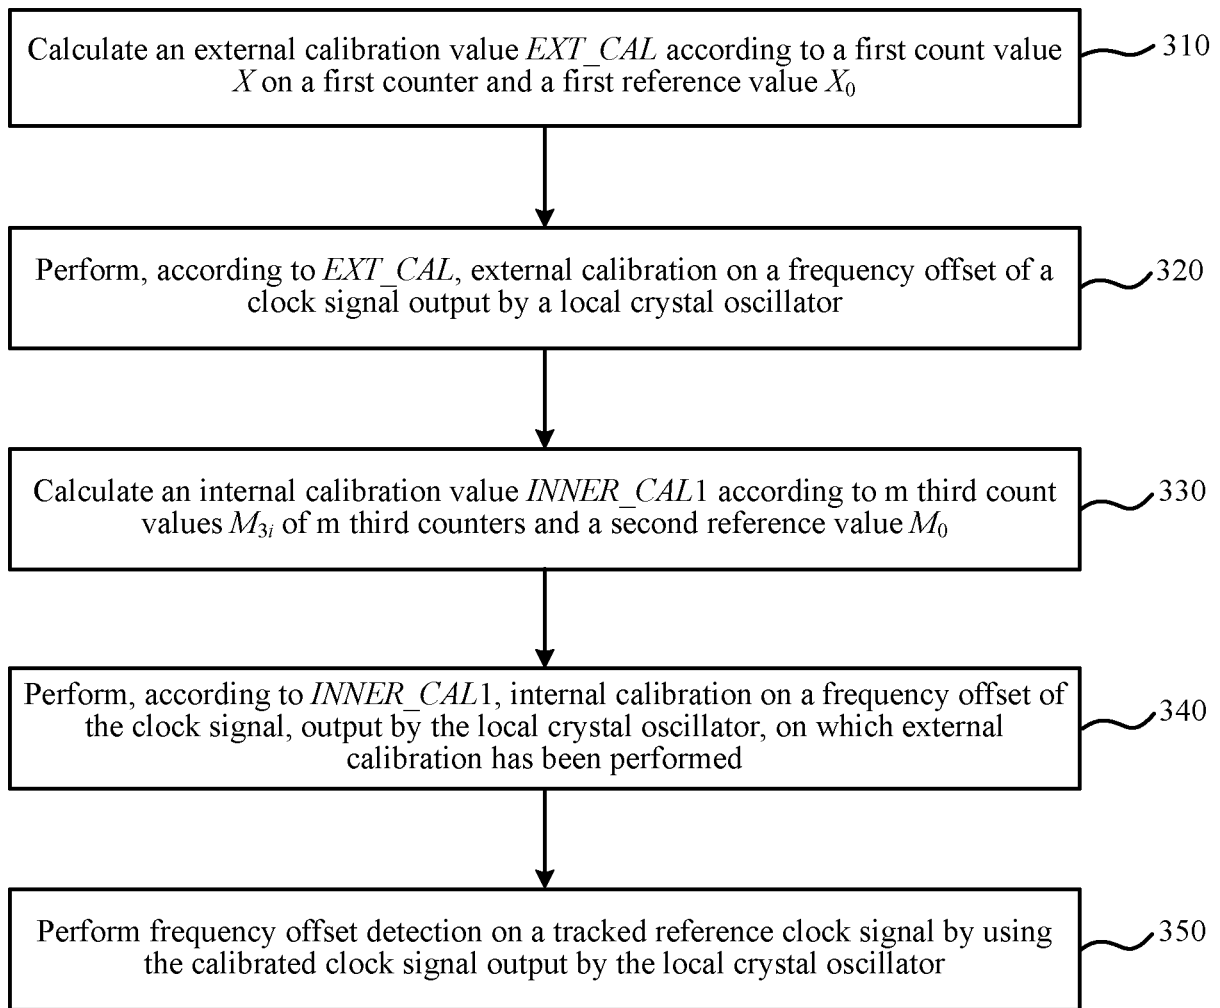 Calculate an external calibration value EXT_CAL according to a first count value
X on a first counter and a first reference value X₀
310
Perform, according to EXT_CAL, external calibration on a frequency offset of a
clock signal output by a local crystal oscillator
320
Calculate an internal calibration value INNER_CAL1 according to m third count
values M₃ᵢ of m third counters and a second reference value M₀
330
Perform, according to INNER_CAL1, internal calibration on a frequency offset of
the clock signal, output by the local crystal oscillator, on which external
calibration has been performed
340
Perform frequency offset detection on a tracked reference clock signal by using
the calibrated clock signal output by the local crystal oscillator
350